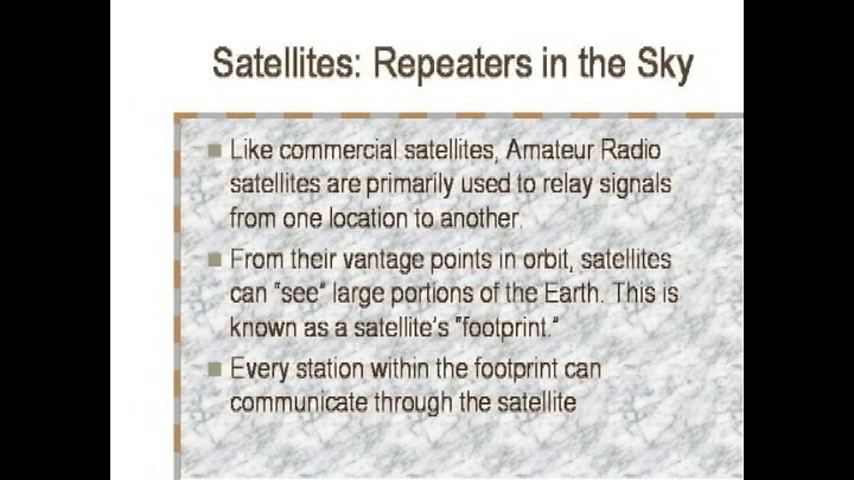 Satellites: Repeaters in the Sky
Like commercial satellites, Amateur Radio
satellites are primarily used to relay signals
from one location to another.
From their vantage points in orbit, satellites
can "see" large portions of the Earth. This is
known as a satellite's "footprint."
Every station within the footprint can
communicate through the satellite